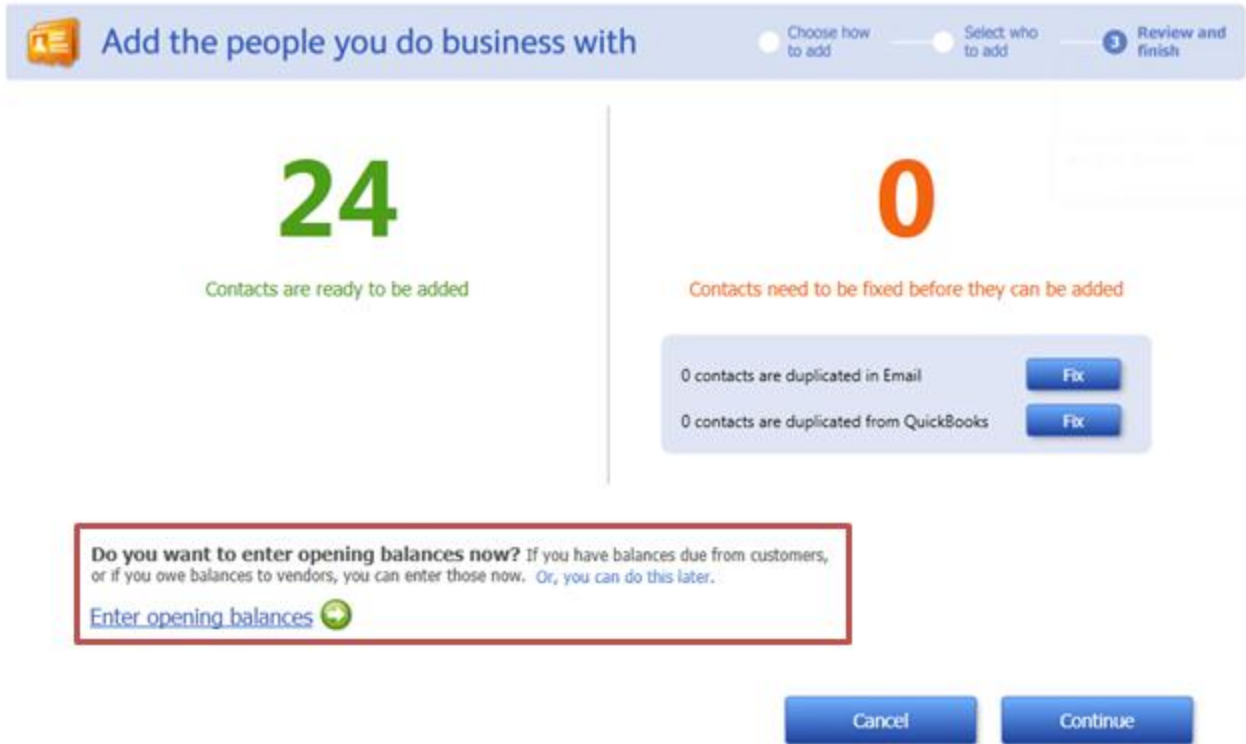 Add the people you do business with
Choose how
to add
Select who
to add
3
Review and
finish
24
Contacts are ready to be added
0
Contacts need to be fixed before they can be added
0 contacts are duplicated in Email
Fix
0 contacts are duplicated from QuickBooks
Fix
Do you want to enter opening balances now? If you have balances due from customers,
or if you owe balances to vendors, you can enter those now. Or, you can do this later.
Enter opening balances
Cancel
Continue